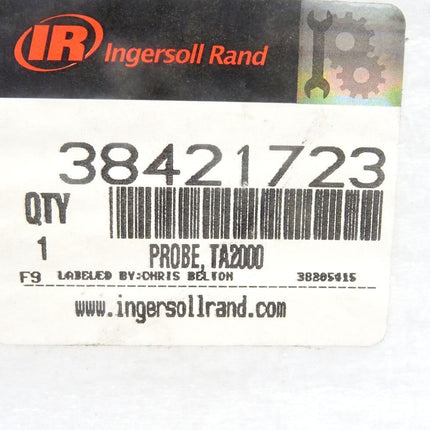 IR Ingersoll Rand
38421723
QTY
1
PROBE, TA2000
F9 LABELED BY:CHRIS BELTON 38205415
www.ingersollrand.com